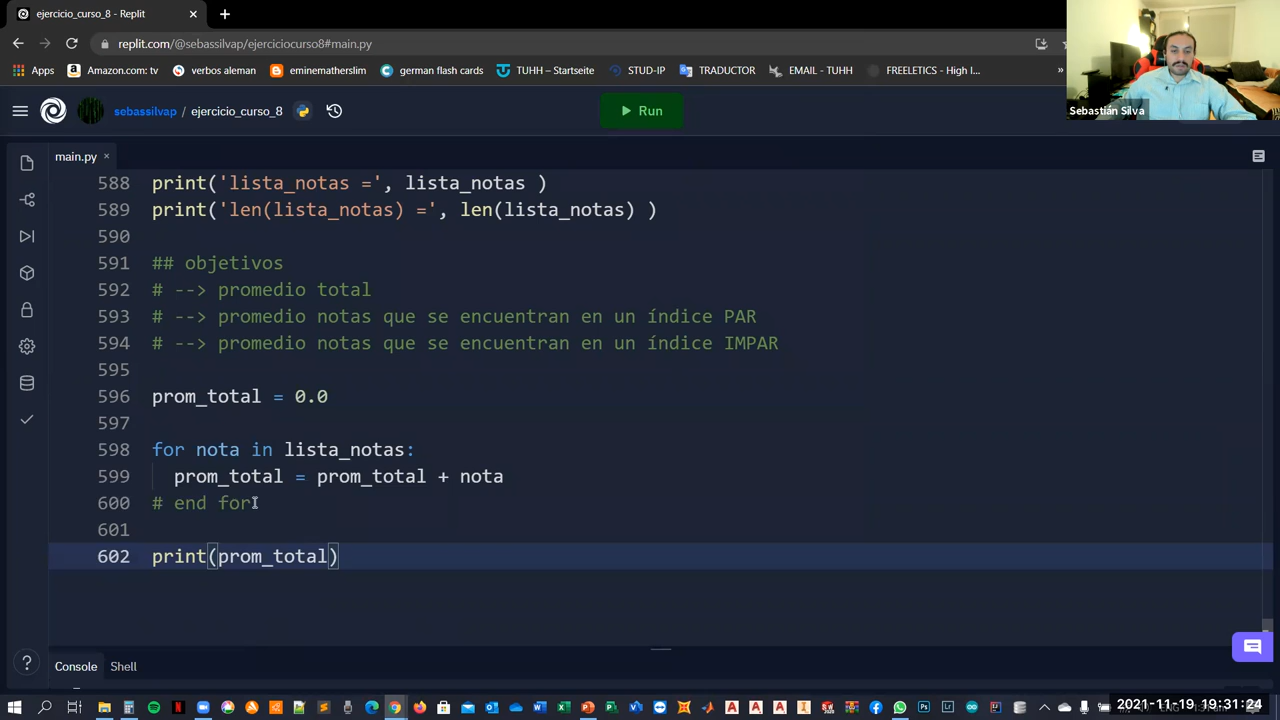 ejercicio_curso_8 - Replit
replit.com/@sebassilvap/ejerciciocurso8#main.py
Apps Amazon.com: tv verbos aleman eminematherslim german flash TUHH – Startseite STUD-IP TRADUCTOR EMAIL - TUHH FREELETICS - High I... »
Sebastián Silva
sebassilvap / ejercicio_curso_8
Run
main.py
588 print('lista_notas =', lista_notas )
589 print('len(lista_notas) =', len(lista_notas) )
590
591 ## objetivos
592 # --> promedio total
593 # --> promedio notas que se encuentran en un índice PAR
594 # --> promedio notas que se encuentran en un índice IMPAR
595
596 prom_total = 0.0
597
598 for nota in lista_notas:
599 prom_total = prom_total + nota
600 # end for
601
602 print(prom_total)
Console Shell
2021-11-19 19:31:24